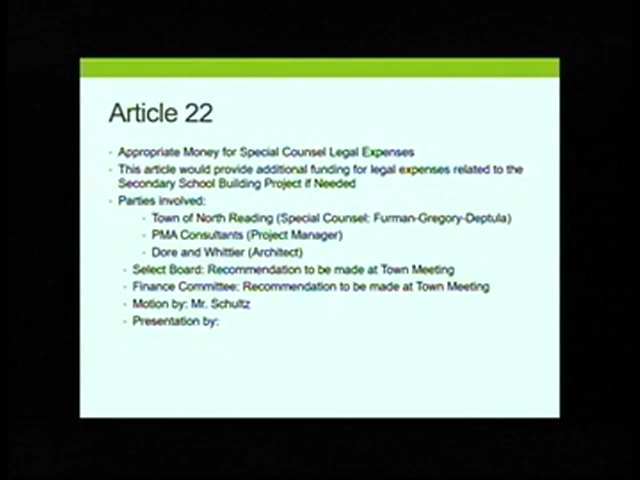 Article 22
- Appropriate Money for Special Counsel Legal Expenses
- This article would provide additional funding for legal expenses related to the
Secondary School Building Project if Needed
- Parties involved:
- Town of North Reading (Special Counsel: Furman-Gregory-Deptula)
- PMA Consultants (Project Manager)
- Dore and Whittier (Architect)
- Select Board: Recommendation to be made at Town Meeting
- Finance Committee: Recommendation to be made at Town Meeting
- Motion by: Mr. Schultz
- Presentation by: